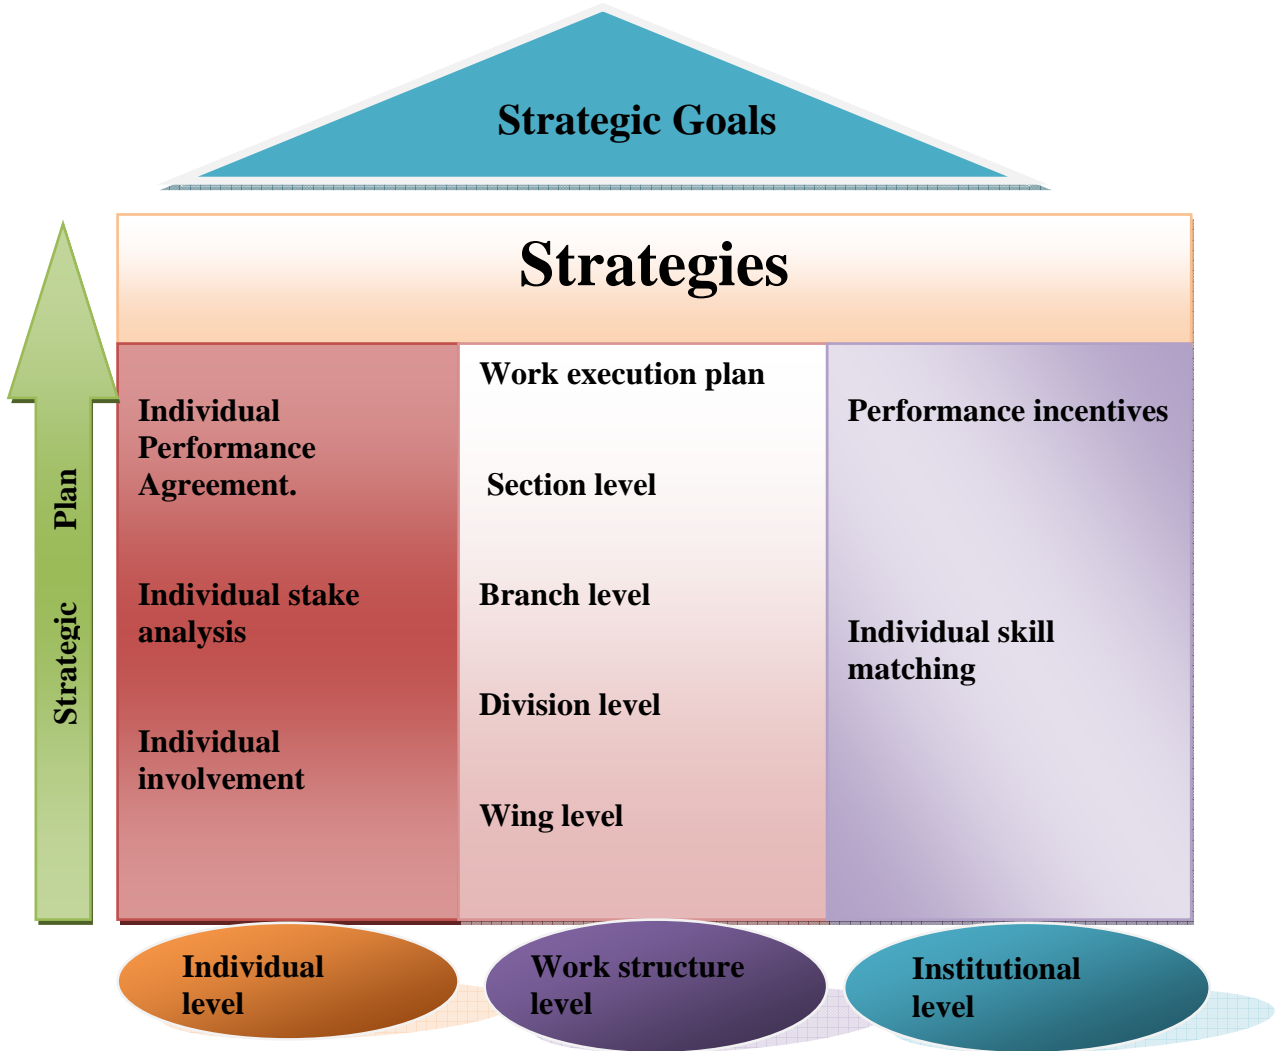 Strategic Goals
Strategies
Strategic Plan
Individual
Performance
Agreement.
Individual stake
analysis
Individual
involvement
Work execution plan
Section level
Branch level
Division level
Wing level
Performance incentives
Individual skill
matching
Individual
level
Work structure
level
Institutional
level